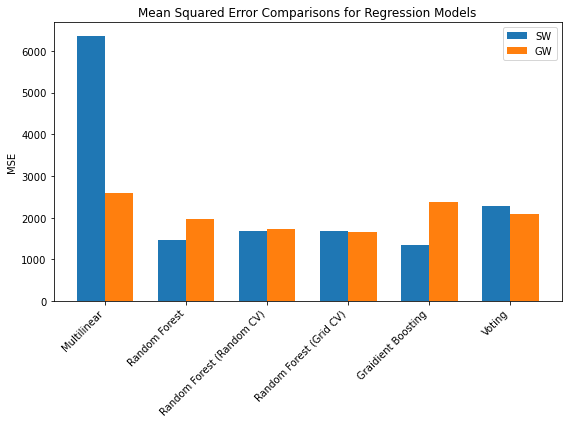 Mean Squared Error Comparisons for Regression Models
SW
GW
MSE
6000
5000
4000
3000
2000
1000
0
Multilinear
Random Forest
Random Forest (Random CV)
Random Forest (Grid CV)
Graidient Boosting
Voting